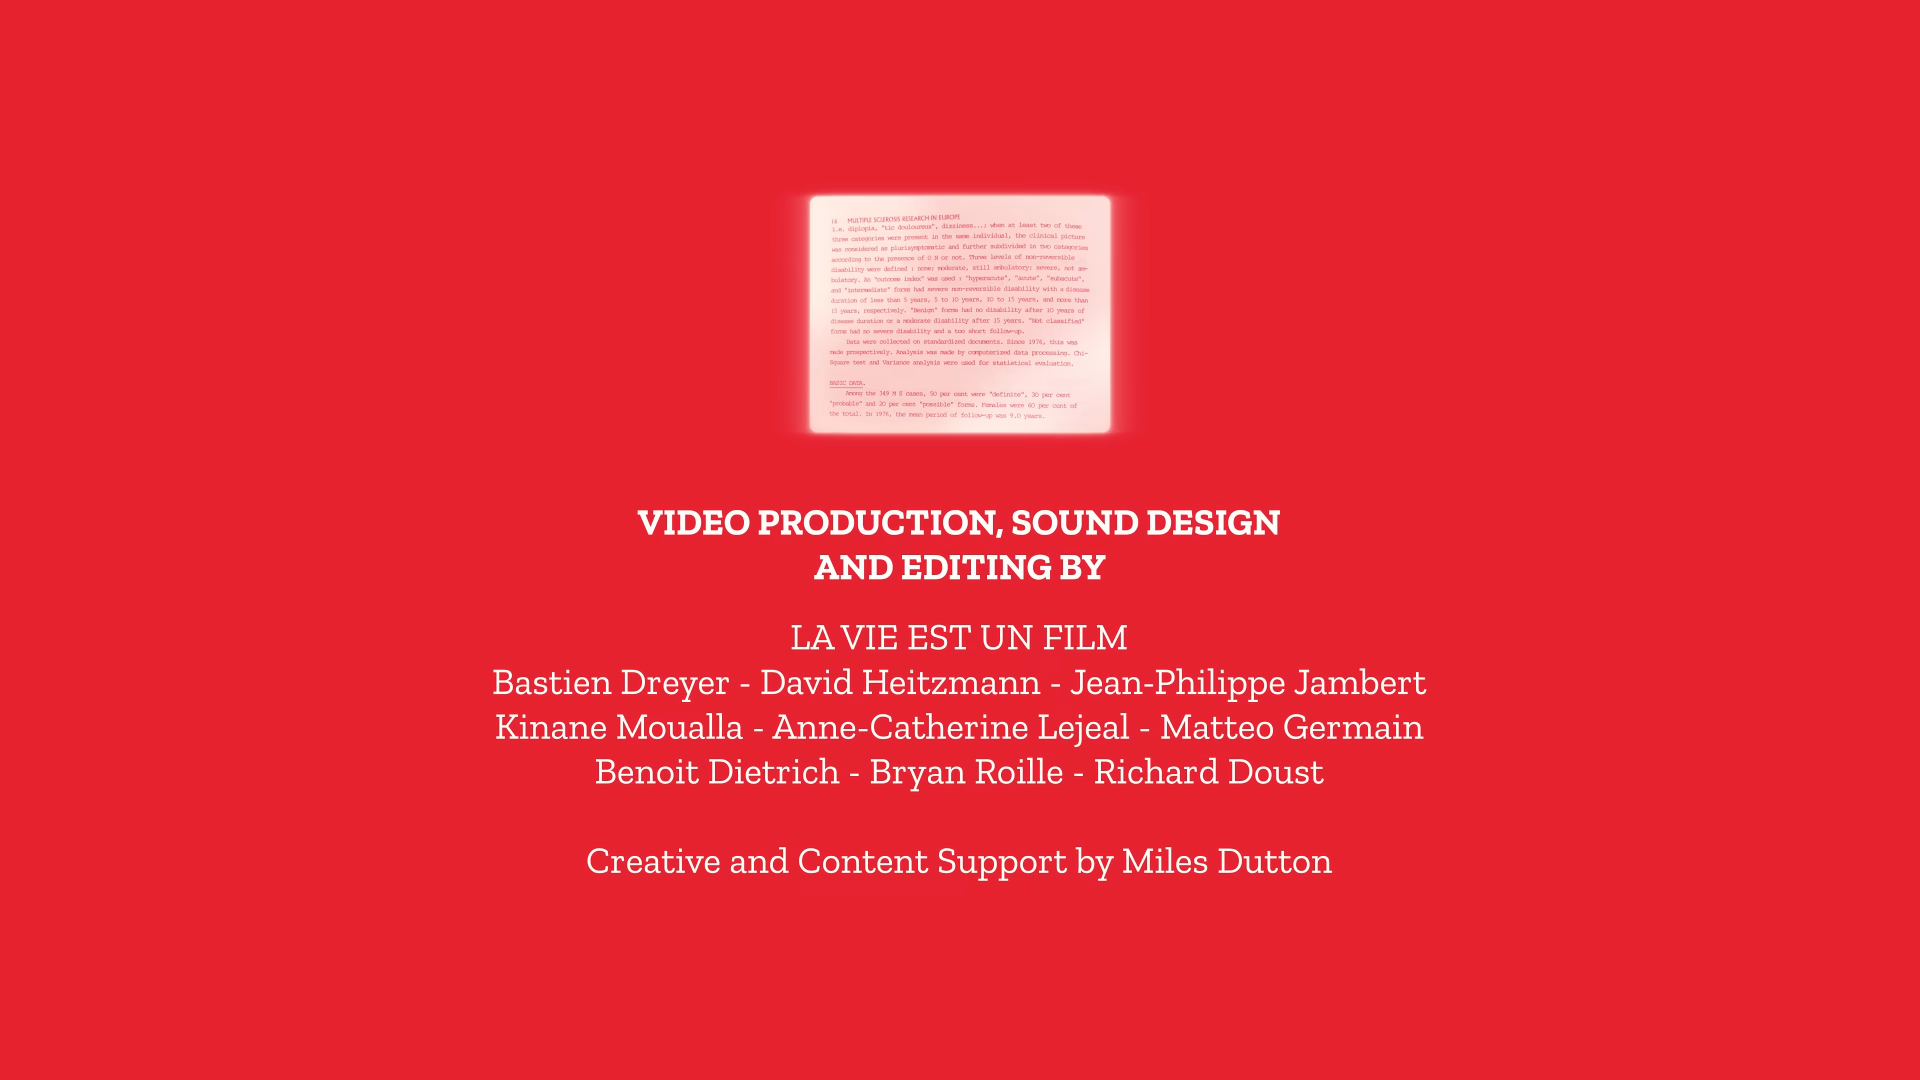 16 MULTIPLE SCLEROSIS RESEARCH IN EUROPE
i.e. diplopia, "tic douloureux", dizziness...; when at least two of these
three categories were present in the same individual, the clinical picture
was considered as plurisymptomatic and further subdivided in two categories
according to the presence of O N or not. Three levels of non-reversible
disability were defined : none; moderate, still ambulatory; severe, not am-
bulatory. An "outcome index" was used : "hyperacute", "acute", "subacute",
and "intermediate" forms had severe non-reversible disability with a disease
duration of less than 5 years, 5 to 10 years, 10 to 15 years, and more than
15 years, respectively. "Benign" forms had no disability after 10 years of
disease duration or a moderate disability after 15 years. "Not classified"
forms had no severe disability and a too short follow-up.
Data were collected on standardized documents. Since 1976, this was
made prospectively. Analysis was made by computerized data processing. Chi-
Square test and Variance analysis were used for statistical evaluation.
BASIC DATA.
Among the 349 M S cases, 50 per cent were "definite", 30 per cent
"probable" and 20 per cent "possible" forms. Females were 60 per cent of
the total. In 1976, the mean period of follow-up was 9.0 years.
VIDEO PRODUCTION, SOUND DESIGN
AND EDITING BY
LA VIE EST UN FILM
Bastien Dreyer - David Heitzmann - Jean-Philippe Jambert
Kinane Moualla - Anne-Catherine Lejeal - Matteo Germain
Benoit Dietrich - Bryan Roille - Richard Doust
Creative and Content Support by Miles Dutton